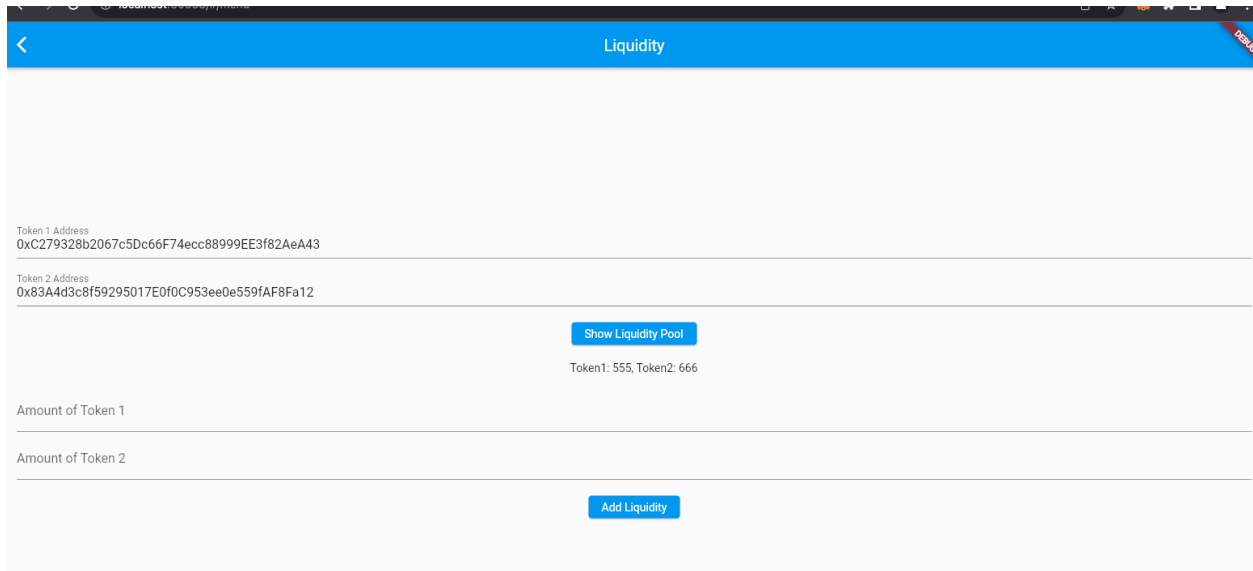 Liquidity
Token 1 Address
0xC279328b2067c5Dc66F74ecc88999EE3f82AeA43
Token 2 Address
0x83A4d3c8f59295017E0f0C953ee0e559fAF8Fa12
Show Liquidity Pool
Token1: 555, Token2: 666
Amount of Token 1
Amount of Token 2
Add Liquidity